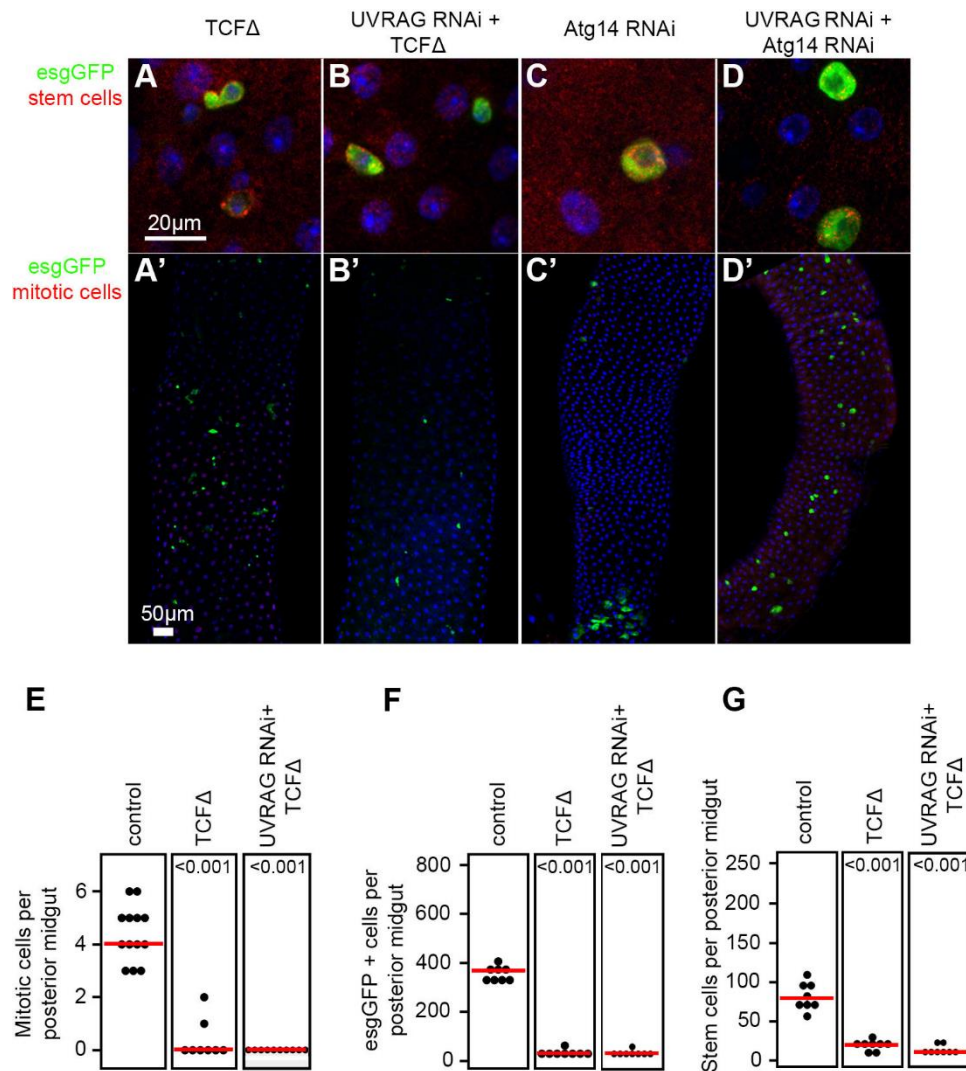 TCFΔ
UVRAG RNAi +
TCFΔ
Atg14 RNAi
UVRAG RNAi +
Atg14 RNAi
esgGFP
stem cells
A
B
C
D
20µm
esgGFP
mitotic cells
A'
B'
C'
D'
50µm
E
control
TCFΔ
UVRAG RNAi+
TCFΔ
<0.001
<0.001
Mitotic cells per
posterior midgut
6
4
2
0
F
control
TCFΔ
UVRAG RNAi+
TCFΔ
<0.001
<0.001
esgGFP + cells per
posterior midgut
800
600
400
200
0
G
control
TCFΔ
UVRAG RNAi+
TCFΔ
<0.001
<0.001
Stem cells per posterior midgut
250
200
150
100
50
0